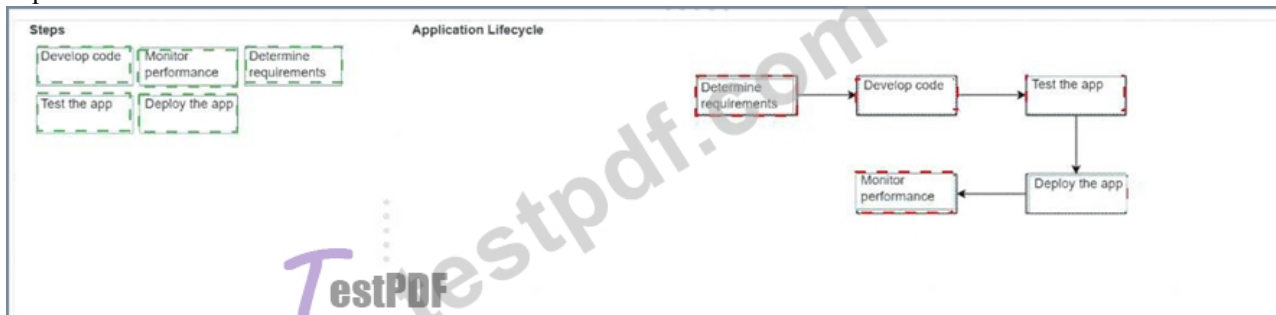 Steps
Application Lifecycle
Develop code
Monitor
performance
Determine
requirements
Test the app
Deploy the app
Determine
requirements
Develop code
Test the app
Monitor
performance
Deploy the app
testpdf.com
TestPDF